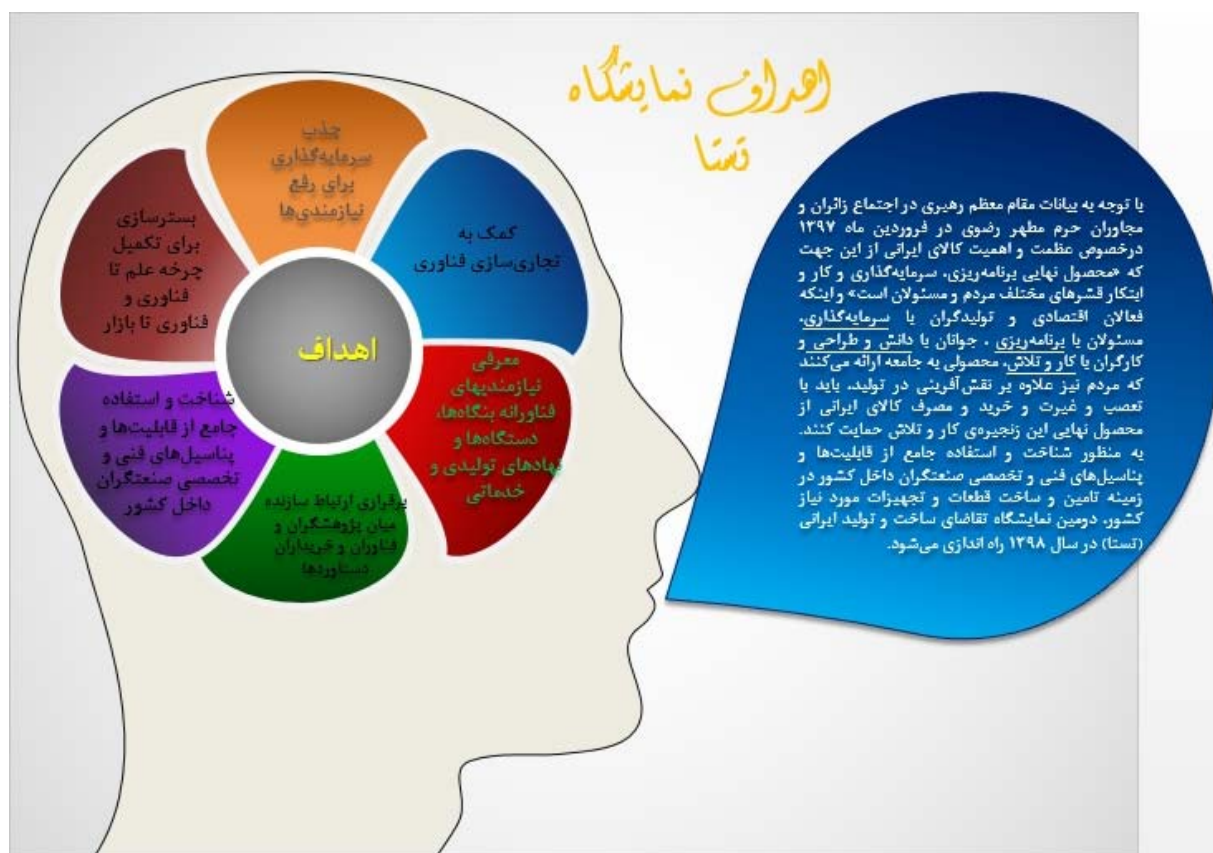 اهداف نمایشگاه
تستا
با توجه به بیانات مقام معظم رهبری در اجتماع زائران و
مجاوران حرم مطهر رضوی در فروردین ماه ۱۳۹۷
درخصوص عظمت و اهمیت کالای ایرانی از این جهت
که «محصول نهایی برنامه‌ریزی، سرمایه‌گذاری و کار و
ابتکار قشرهای مختلف مردم و مسئولان است» و اینکه
فعالان اقتصادی و تولیدگران با سرمایه‌گذاری،
مسئولان با برنامه‌ریزی ، جوانان با دانش و طراحی و
کارگران با کار و تلاش، محصولی به جامعه ارائه می‌کنند
که مردم نیز علاوه بر نقش‌آفرینی در تولید، باید با
تعصب و غیرت و خرید و مصرف کالای ایرانی از
محصول نهایی این زنجیره‌ی کار و تلاش حمایت کنند.
به منظور شناخت و استفاده جامع از قابلیت‌ها و
پتاسیل‌های فنی و تخصصی صنعتگران داخل کشور در
زمینه تامین و ساخت قطعات و تجهیزات مورد نیاز
کشور، دومین نمایشگاه تقاضای ساخت و تولید ایرانی
(تستا) در سال ۱۳۹۸ راه اندازی می‌شود.
جذب
سرمایه‌گذاری
برای رفع
نیازمندی‌ها
کمک به
تجاری‌سازی فناوری
معرفی
نیازمندیهای
فناورانه بنگاه‌ها،
دستگاه‌ها و
نهادهای تولیدی و
خدماتی
برقراری ارتباط سازنده
میان پژوهشگران و
فناوران و خریداران
دستاوردها
شناخت و استفاده
جامع از قابلیت‌ها و
پتاسیل‌های فنی و
تخصصی صنعتگران
داخل کشور
بسترسازی
برای تکمیل
چرخه علم تا
فناوری و
فناوری تا بازار
اهداف